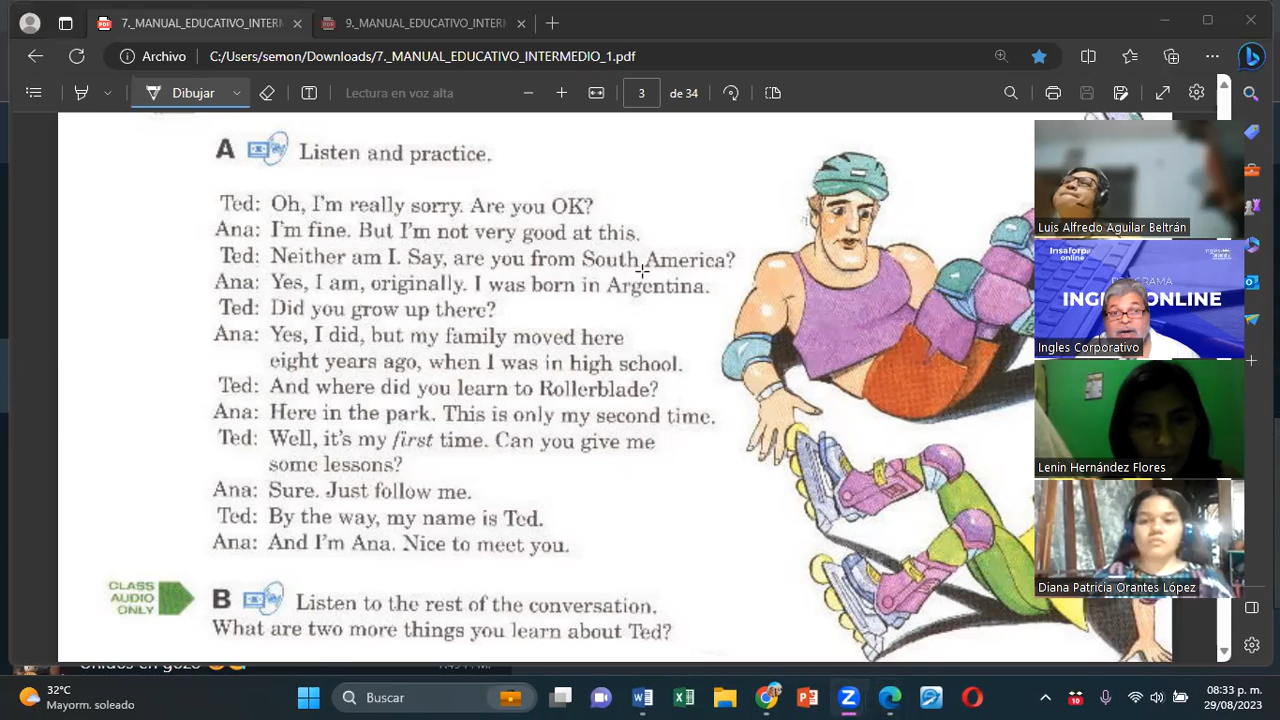 7._MANUAL_EDUCATIVO_INTERM
9._MANUAL_EDUCATIVO_INTERM
Archivo
C:/Users/semon/Downloads/7._MANUAL_EDUCATIVO_INTERMEDIO_1.pdf
Dibujar
Lectura en voz alta
3
de 34
A Listen and practice.
Ted: Oh, I'm really sorry. Are you OK?
Ana: I'm fine. But I'm not very good at this.
Ted: Neither am I. Say, are you from South America?
Ana: Yes, I am, originally. I was born in Argentina.
Ted: Did you grow up there?
Ana: Yes, I did, but my family moved here
eight years ago, when I was in high school.
Ted: And where did you learn to Rollerblade?
Ana: Here in the park. This is only my second time.
Ted: Well, it's my first time. Can you give me
some lessons?
Ana: Sure. Just follow me.
Ted: By the way, my name is Ted.
Ana: And I'm Ana. Nice to meet you.
CLASS
AUDIO
ONLY
B Listen to the rest of the conversation.
What are two more things you learn about Ted?
Luis Alfredo Aguilar Beltrán
Insaforp
online
PROGRAMA
INGL ONLINE
Ingles Corporativo
Lenin Hernández Flores
Diana Patricia Orantes López
32°C
Mayorm. soleado
Buscar
10
08:33 p. m.
29/08/2023